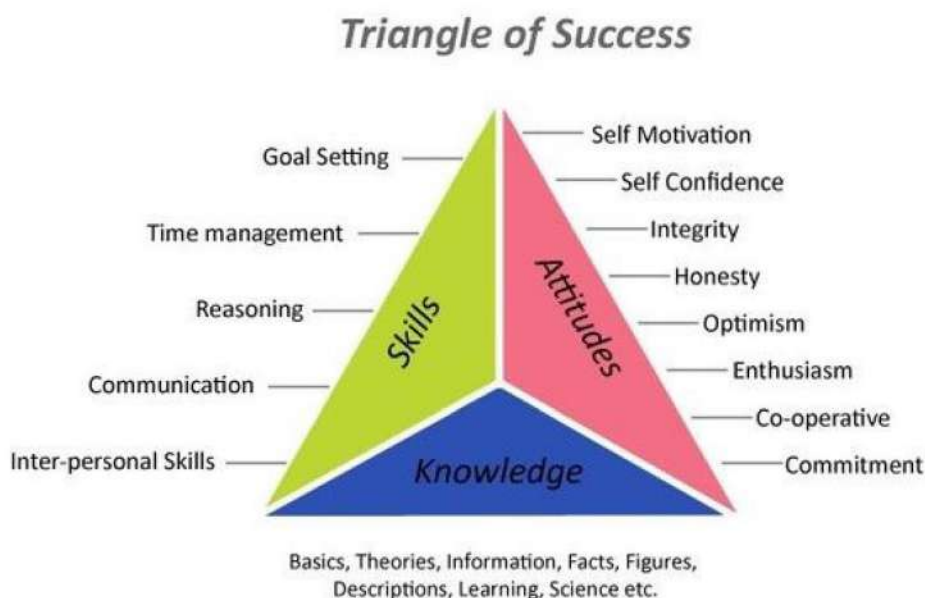 Triangle of Success
Goal Setting
Time management
Reasoning
Communication
Inter-personal Skills
Skills
Attitudes
Self Motivation
Self Confidence
Integrity
Honesty
Optimism
Enthusiasm
Co-operative
Commitment
Knowledge
Basics, Theories, Information, Facts, Figures,
Descriptions, Learning, Science etc.